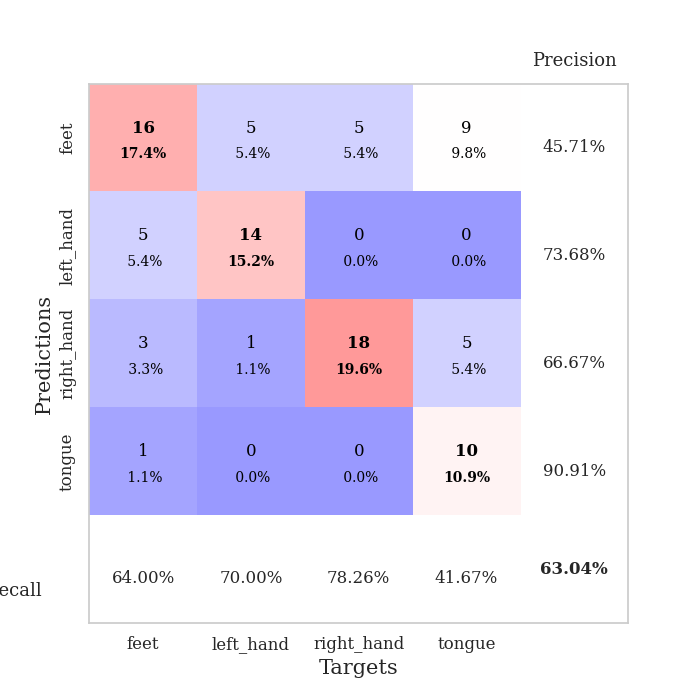 Precision
feet 16 5 5 9 45.71%
17.4% 5.4% 5.4% 9.8%
left_hand 5 14 0 0 73.68%
5.4% 15.2% 0.0% 0.0%
Predictions
right_hand 3 1 18 5 66.67%
3.3% 1.1% 19.6% 5.4%
tongue 1 0 0 10 90.91%
1.1% 0.0% 0.0% 10.9%
ecall 64.00% 70.00% 78.26% 41.67% 63.04%
feet left_hand right_hand tongue
Targets